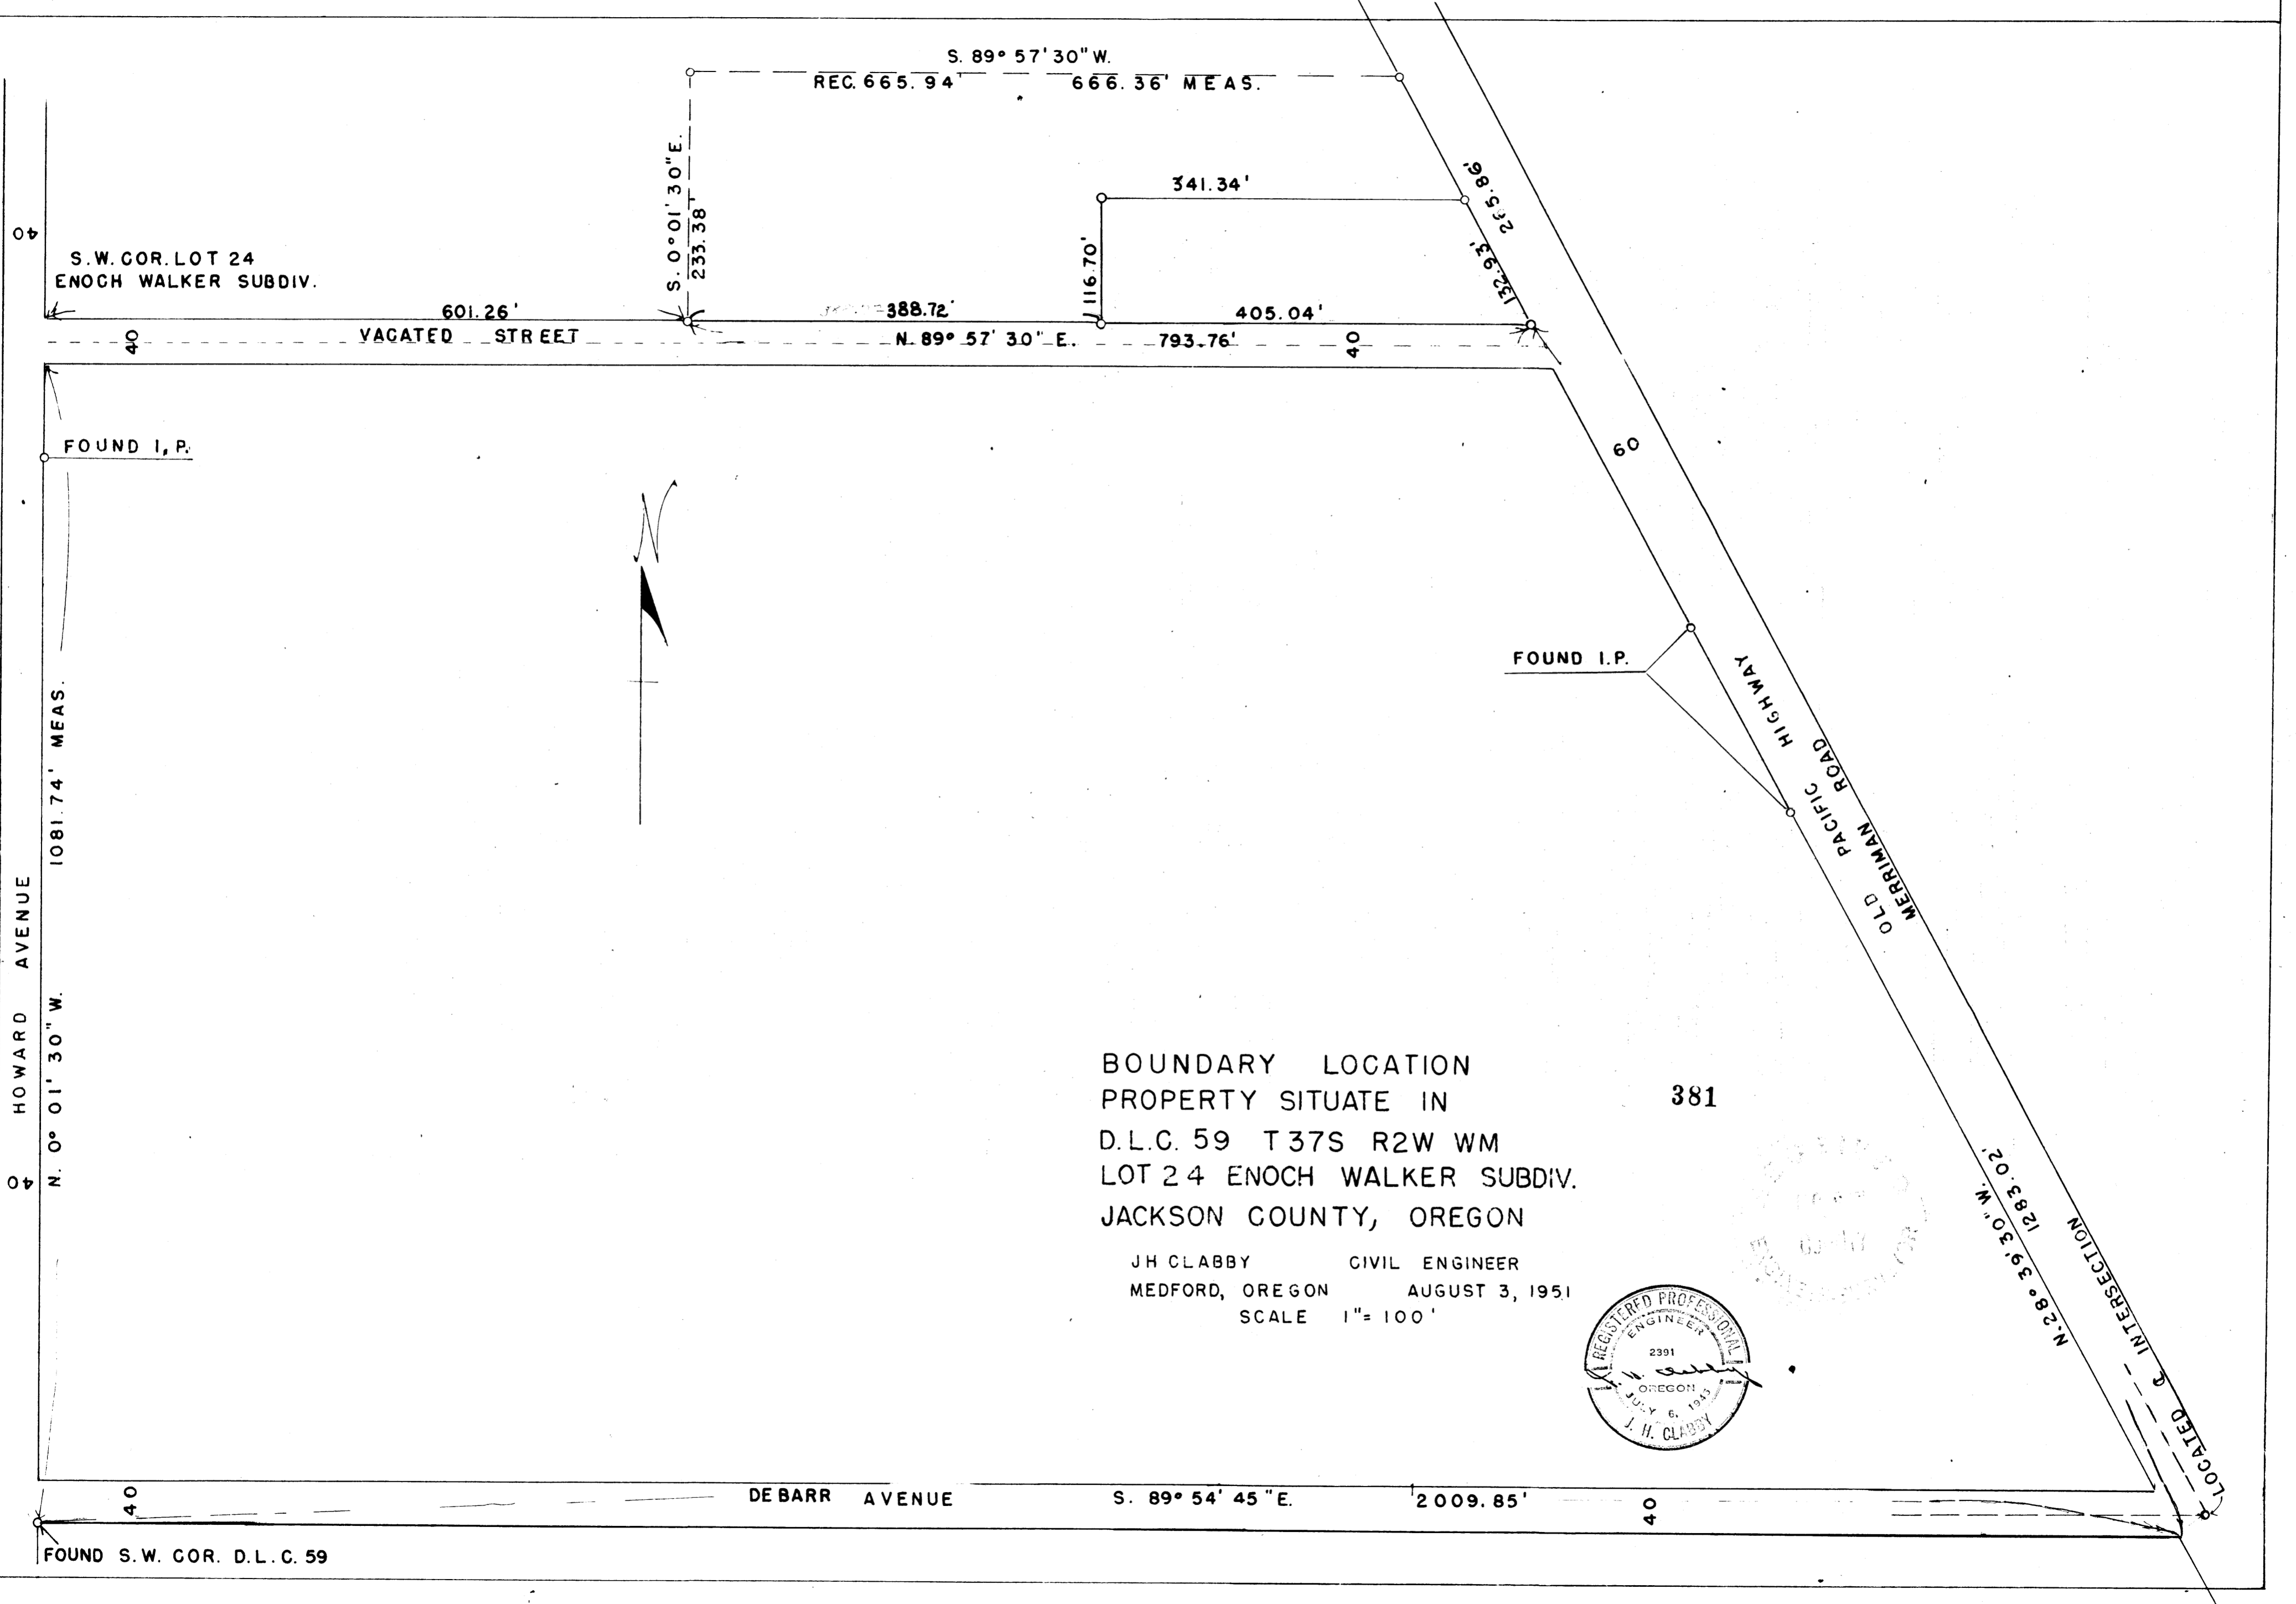 S. 89° 57' 30" W.
REC. 665.94' 666.36' MEAS.
S. 0° 01' 30" E.
233.38'
341.34'
265.86'
132.93'
116.70'
40
S.W. COR. LOT 24
ENOCH WALKER SUBDIV.
601.26'
388.72'
405.04'
40
VACATED STREET
N. 89° 57' 30" E. 793.76'
40
FOUND I.P.
60
N
FOUND I.P.
OLD PACIFIC HIGHWAY
MERRIMAN ROAD
1081.74' MEAS.
N. 0° 01' 30" W.
HOWARD AVENUE
40
BOUNDARY LOCATION
PROPERTY SITUATE IN
D.L.C. 59 T37S R2W WM
LOT 24 ENOCH WALKER SUBDIV.
JACKSON COUNTY, OREGON
381
JH CLABBY CIVIL ENGINEER
MEDFORD, OREGON AUGUST 3, 1951
SCALE 1"= 100'
REGISTERED PROFESSIONAL
ENGINEER
2391
OREGON
JULY 6, 1945
J. H. CLABBY
N. 28° 39' 30" W.
1283.02'
LOCATED ℄ INTERSECTION
40
DEBARR AVENUE S. 89° 54' 45" E. 2009.85'
40
FOUND S.W. COR. D.L.C. 59